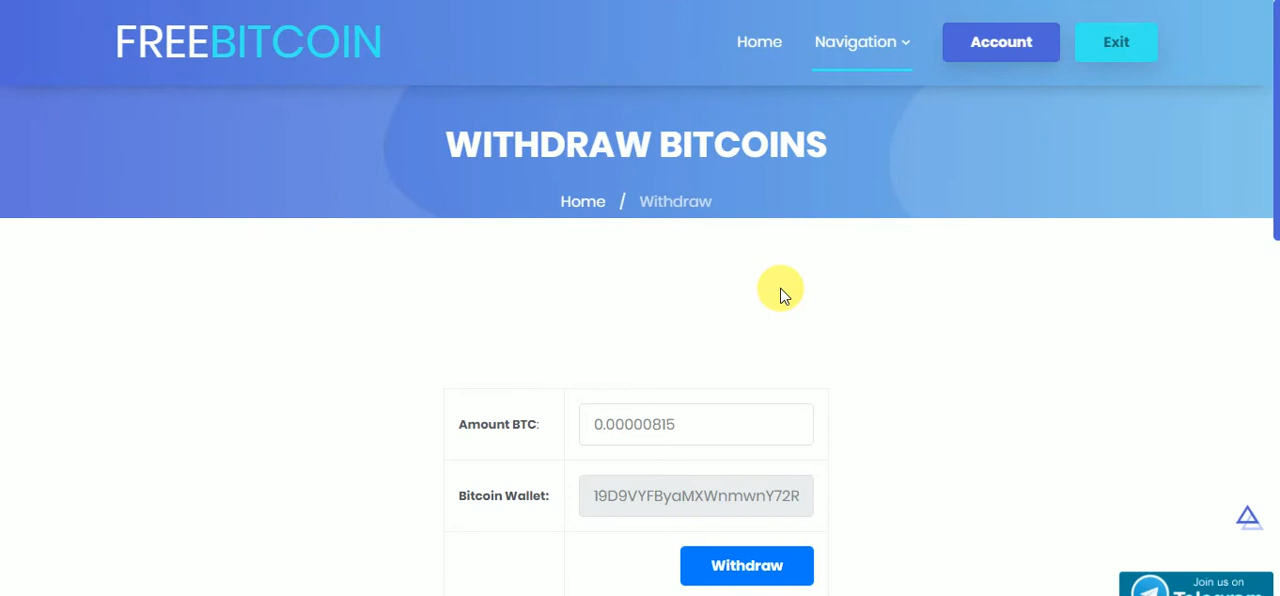 FREEBITCOIN
Home
Navigation
Account
Exit
WITHDRAW BITCOINS
Home / Withdraw
Amount BTC: 0.00000815
Bitcoin Wallet: 19D9VYFByaMXWnmwnY72R
Withdraw
Join us on
Telegram